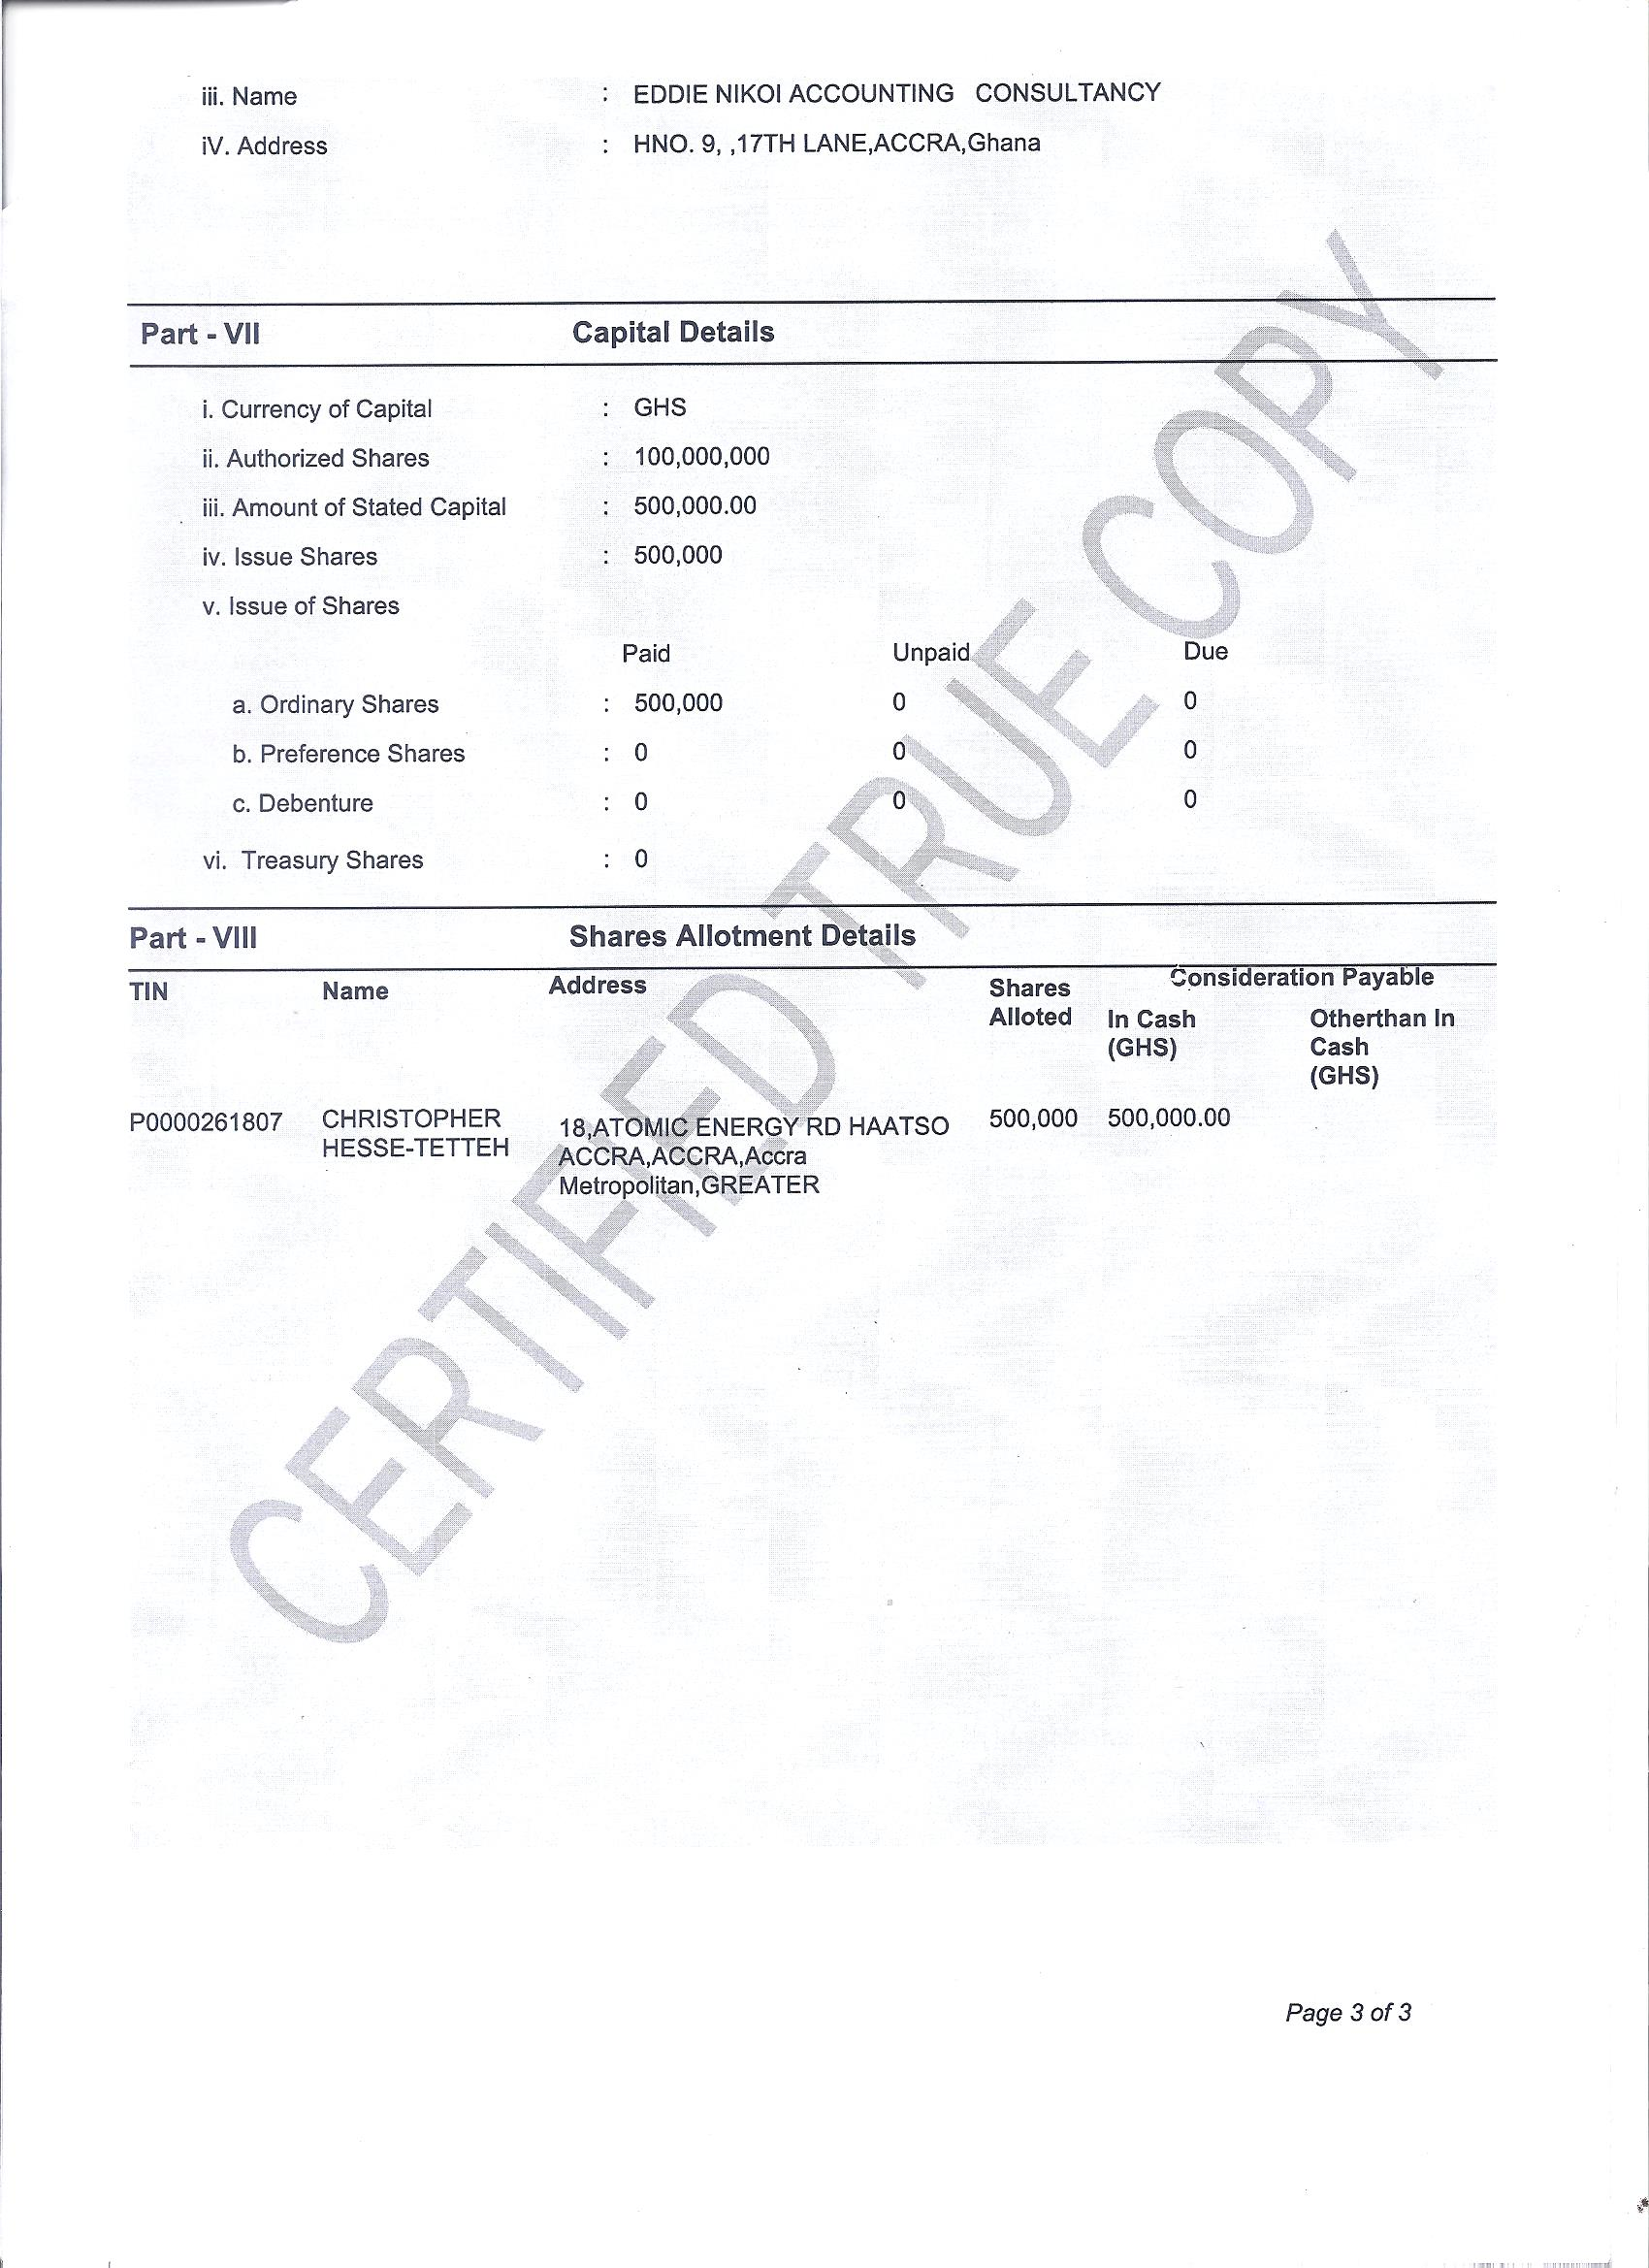 iii. Name : EDDIE NIKOI ACCOUNTING CONSULTANCY
iV. Address : HNO. 9, ,17TH LANE,ACCRA,Ghana
Part - VII Capital Details
i. Currency of Capital : GHS
ii. Authorized Shares : 100,000,000
iii. Amount of Stated Capital : 500,000.00
iv. Issue Shares : 500,000
v. Issue of Shares
Paid Unpaid Due
a. Ordinary Shares : 500,000 0 0
b. Preference Shares : 0 0 0
c. Debenture : 0 0 0
vi. Treasury Shares : 0
Part - VIII Shares Allotment Details
TIN Name Address Shares Consideration Payable
Alloted In Cash Otherthan In
(GHS) Cash
(GHS)
P0000261807 CHRISTOPHER 18,ATOMIC ENERGY RD HAATSO 500,000 500,000.00
HESSE-TETTEH ACCRA,ACCRA,Accra
Metropolitan,GREATER
CERTIFIED TRUE COPY
Page 3 of 3